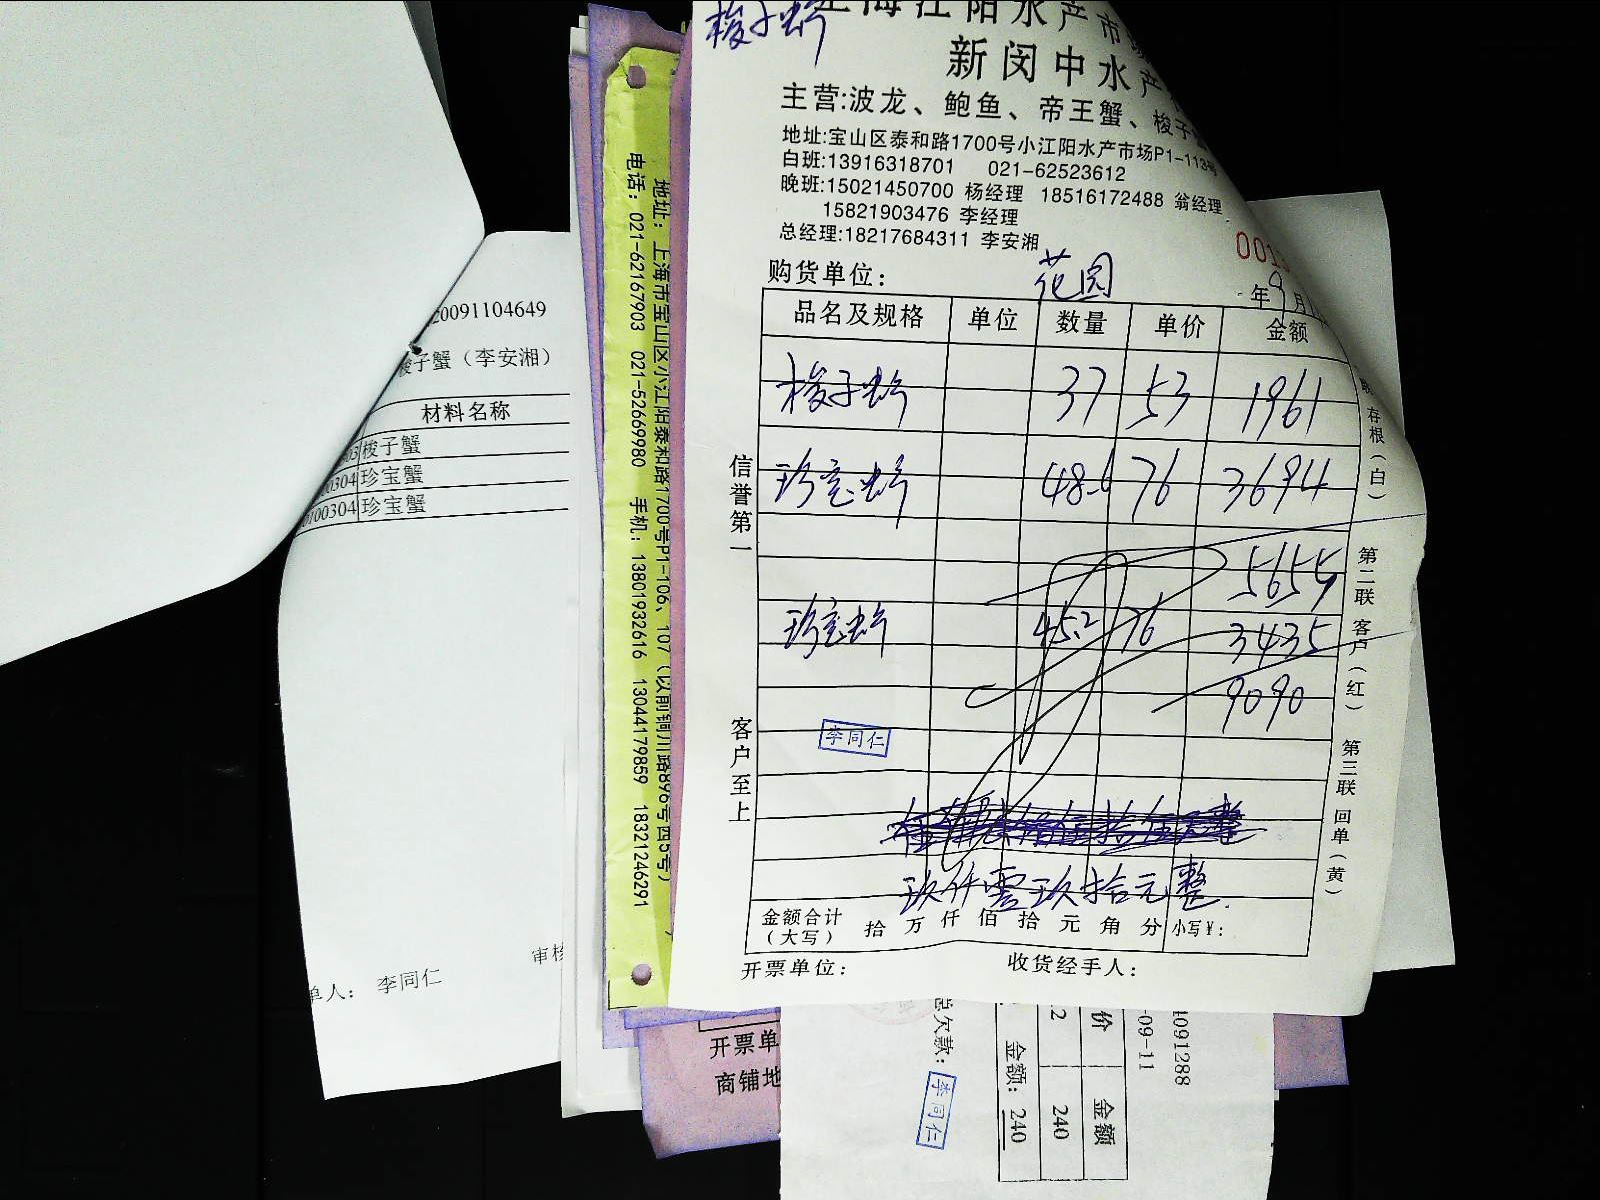 梭子蟹
上海江阳水产市
新闵中水产
主营:波龙、鲍鱼、帝王蟹、梭子
地址:宝山区泰和路1700号小江阳水产市场P1-113号
白班:13916318701 021-62523612
晚班:15021450700 杨经理 18516172488 翁经理
15821903476 李经理
总经理:18217684311 李安湘
001
购货单位: 花园
年9月
品名及规格 单位 数量 单价 金额
梭子蟹 37 53 1961
珍宝蟹 48.6 76 3694
5655
珍宝蟹 45.2 76 3435
9090
李同仁
玖仟零玖拾元整
金额合计(大写) 拾 万 仟 佰 拾 元 角 分 小写¥:
开票单位: 收货经手人:
信誉第一 客户至上
存根(白) 第二联 客户(红) 第三联 回单(黄)
地址: 上海市宝山区小江阳泰和路1700号P1-106、107(以前铜川路896号西5号)
电话: 021-62167903 021-52669980 手机: 13801932616 13044179859 18321246291
20091104649
梭子蟹(李安湘)
材料名称
梭子蟹
00304 珍宝蟹
0100304 珍宝蟹
单人: 李同仁
审核
开票单
商铺地
4091288
-09-11
价 金额
2 240
金额: 240
总欠款:
李同仁